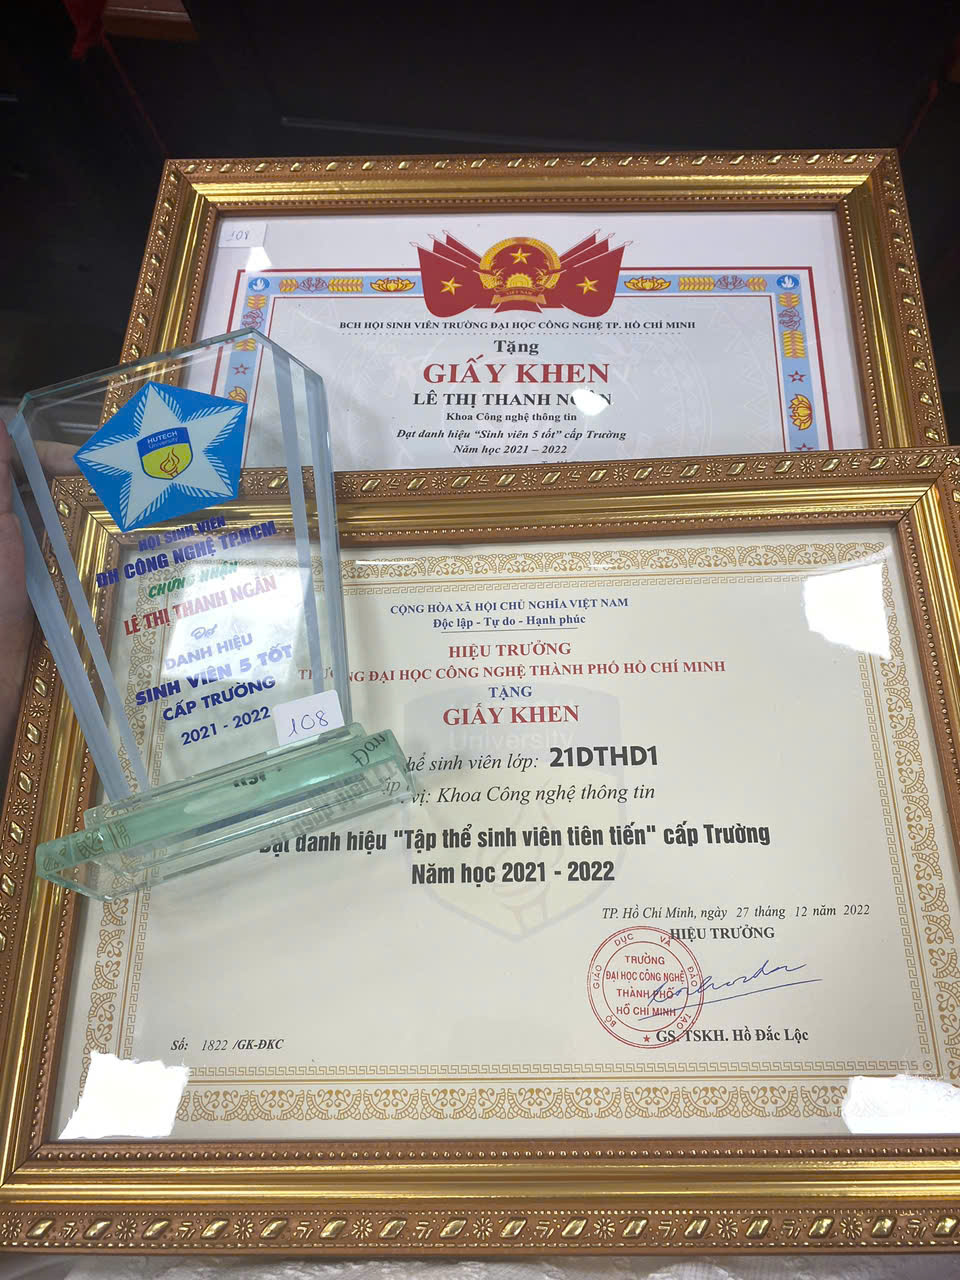 108
VIỆT NAM
BCH HỘI SINH VIÊN TRƯỜNG ĐẠI HỌC CÔNG NGHỆ TP. HỒ CHÍ MINH
Tặng
GIẤY KHEN
LÊ THỊ THANH NGÂN
Khoa Công nghệ thông tin
Đạt danh hiệu “Sinh viên 5 tốt” cấp Trường
Năm học 2021 – 2022
HUTECH
University
HỘI SINH VIÊN
ĐH CÔNG NGHỆ TP.HCM
CHỨNG NHẬN
LÊ THỊ THANH NGÂN
Đạt
DANH HIỆU
SINH VIÊN 5 TỐT
CẤP TRƯỜNG
2021 - 2022
108
CỘNG HÒA XÃ HỘI CHỦ NGHĨA VIỆT NAM
Độc lập - Tự do - Hạnh phúc
HIỆU TRƯỞNG
TRƯỜNG ĐẠI HỌC CÔNG NGHỆ THÀNH PHỐ HỒ CHÍ MINH
TẶNG
GIẤY KHEN
University
thể sinh viên lớp: 21DTHD1
vị: Khoa Công nghệ thông tin
Đạt danh hiệu "Tập thể sinh viên tiên tiến" cấp Trường
Năm học 2021 - 2022
TP. Hồ Chí Minh, ngày 27 tháng 12 năm 2022
HIỆU TRƯỞNG
BỘ GIÁO DỤC VÀ ĐÀO TẠO
TRƯỜNG
ĐẠI HỌC CÔNG NGHỆ
THÀNH PHỐ
HỒ CHÍ MINH
GS. TSKH. Hồ Đắc Lộc
Số: 1822 /GK-ĐKC